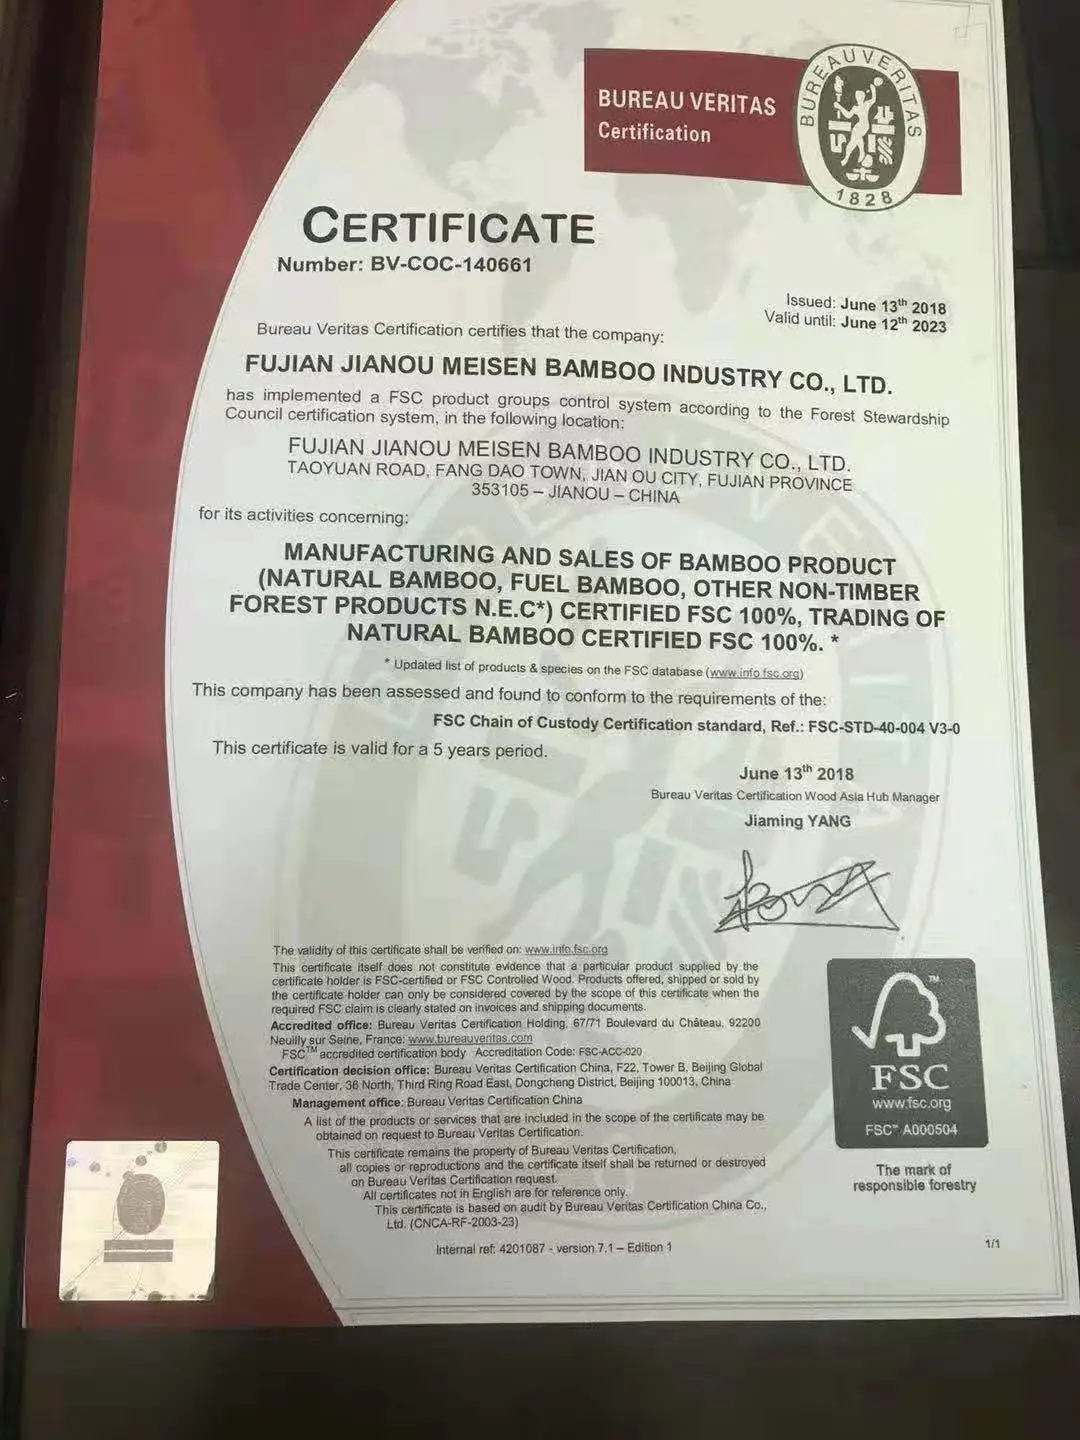 BUREAU VERITAS
Certification
BUREAU VERITAS
1828
CERTIFICATE
Number: BV-COC-140661
Issued: June 13th 2018
Valid until: June 12th 2023
Bureau Veritas Certification certifies that the company:
FUJIAN JIANOU MEISEN BAMBOO INDUSTRY CO., LTD.
has implemented a FSC product groups control system according to the Forest Stewardship
Council certification system, in the following location:
FUJIAN JIANOU MEISEN BAMBOO INDUSTRY CO., LTD.
TAOYUAN ROAD, FANG DAO TOWN, JIAN OU CITY, FUJIAN PROVINCE
353105 – JIANOU – CHINA
for its activities concerning:
MANUFACTURING AND SALES OF BAMBOO PRODUCT
(NATURAL BAMBOO, FUEL BAMBOO, OTHER NON-TIMBER
FOREST PRODUCTS N.E.C*) CERTIFIED FSC 100%, TRADING OF
NATURAL BAMBOO CERTIFIED FSC 100%. *
* Updated list of products & species on the FSC database (www.info.fsc.org)
This company has been assessed and found to conform to the requirements of the:
FSC Chain of Custody Certification standard, Ref.: FSC-STD-40-004 V3-0
This certificate is valid for a 5 years period.
June 13th 2018
Bureau Veritas Certification Wood Asia Hub Manager
Jiaming YANG
The validity of this certificate shall be verified on: www.info.fsc.org
This certificate itself does not constitute evidence that a particular product supplied by the
certificate holder is FSC-certified or FSC Controlled Wood. Products offered, shipped or sold by
the certificate holder can only be considered covered by the scope of this certificate when the
required FSC claim is clearly stated on invoices and shipping documents.
Accredited office: Bureau Veritas Certification Holding, 67/71 Boulevard du Château, 92200
Neuilly sur Seine, France: www.bureauveritas.com
FSC™ accredited certification body Accreditation Code: FSC-ACC-020
Certification decision office: Bureau Veritas Certification China, F22, Tower B, Beijing Global
Trade Center, 36 North, Third Ring Road East, Dongcheng District, Beijing 100013, China
Management office: Bureau Veritas Certification China
A list of the products or services that are included in the scope of the certificate may be
obtained on request to Bureau Veritas Certification.
This certificate remains the property of Bureau Veritas Certification,
all copies or reproductions and the certificate itself shall be returned or destroyed
on Bureau Veritas Certification request.
All certificates not in English are for reference only.
This certificate is based on audit by Bureau Veritas Certification China Co.,
Ltd. (CNCA-RF-2003-23)
Internal ref: 4201087 - version 7.1 – Edition 1
™
FSC
www.fsc.org
FSC™ A000504
The mark of
responsible forestry
1/1